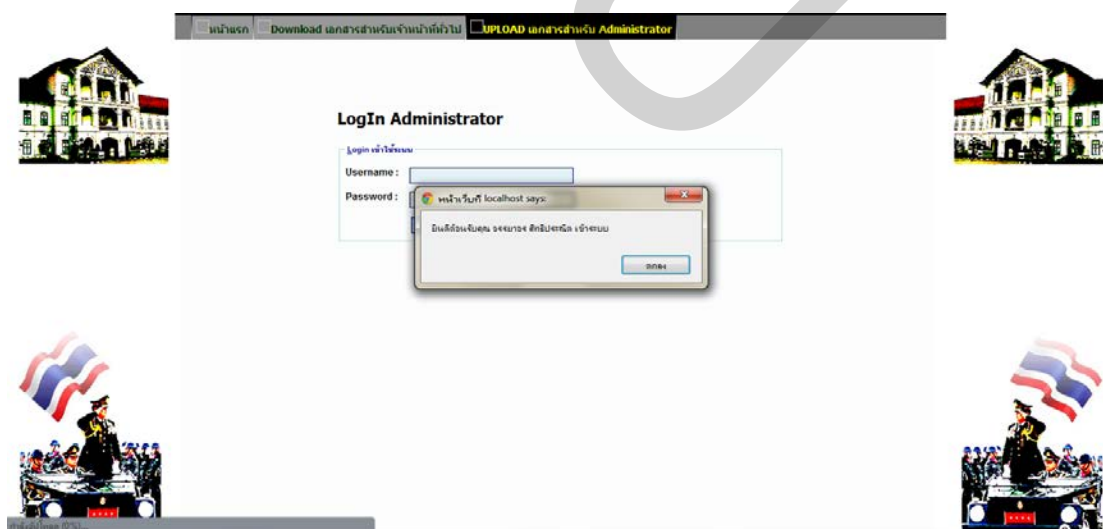 หน้าแรก Download เอกสารสำหรับเจ้าหน้าที่ทั่วไป UPLOAD เอกสารสำหรับ Administrator
LogIn Administrator
Login เข้าใช้ระบบ
Username :
Password :
หน้าเว็บที่ localhost says:
ยินดีต้อนรับคุณ เข้าระบบ
ตกลง
(0%)...